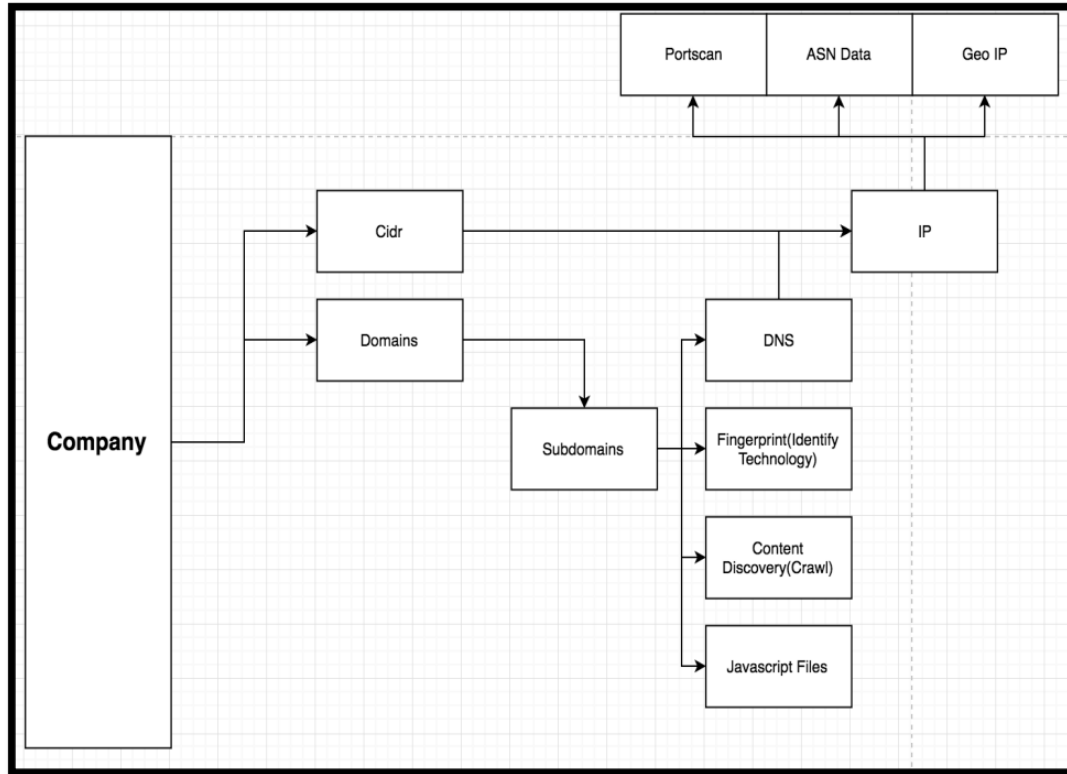 Portscan
ASN Data
Geo IP
Cidr
IP
Domains
DNS
Company
Subdomains
Fingerprint(Identify
Technology)
Content
Discovery(Crawl)
Javascript Files